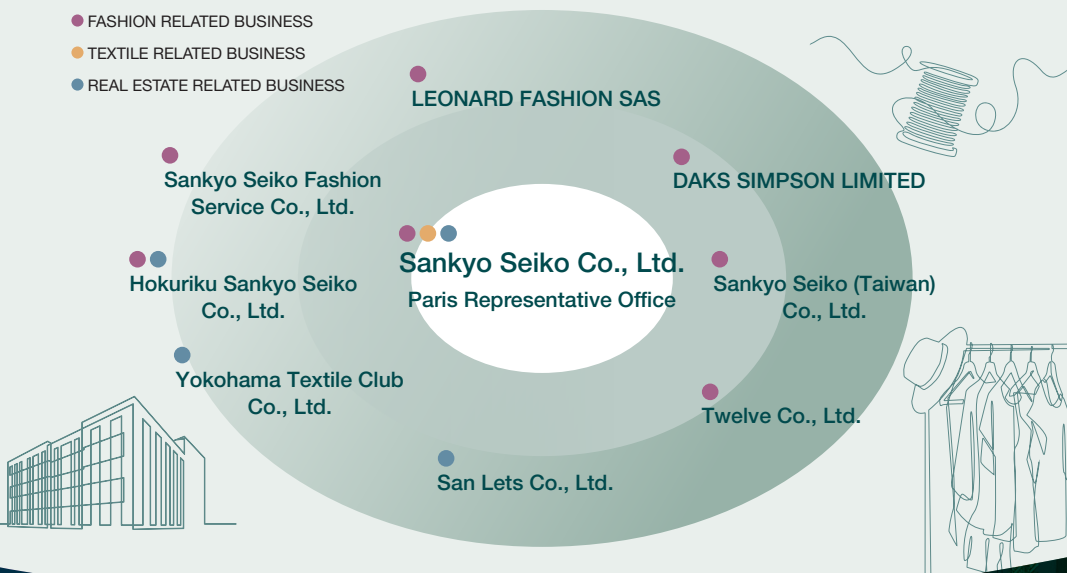 FASHION RELATED BUSINESS
TEXTILE RELATED BUSINESS
REAL ESTATE RELATED BUSINESS
LEONARD FASHION SAS
Sankyo Seiko Fashion
Service Co., Ltd.
DAKS SIMPSON LIMITED
Hokuriku Sankyo Seiko
Co., Ltd.
Sankyo Seiko Co., Ltd.
Paris Representative Office
Sankyo Seiko (Taiwan)
Co., Ltd.
Yokohama Textile Club
Co., Ltd.
Twelve Co., Ltd.
San Lets Co., Ltd.